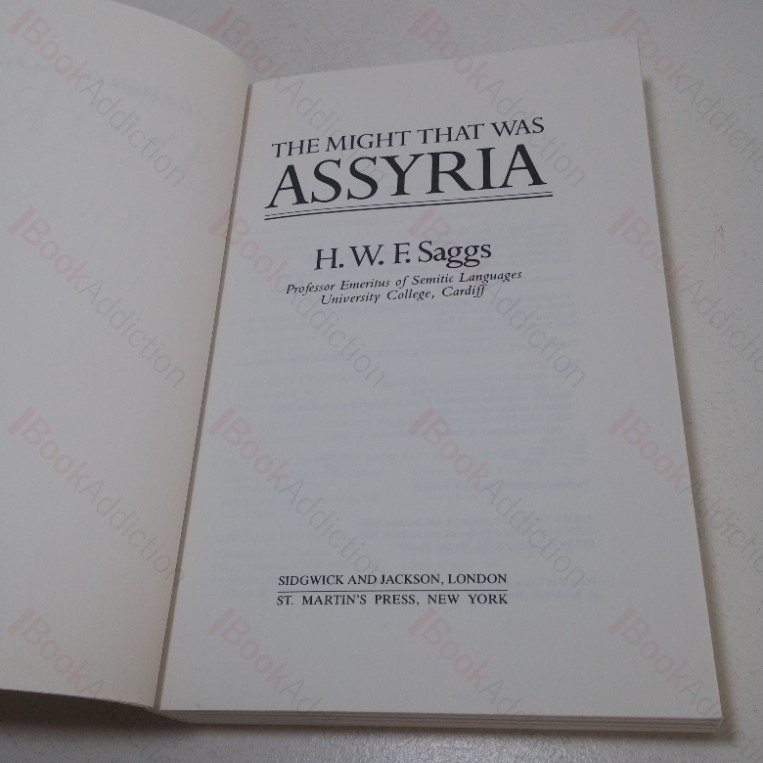 THE MIGHT THAT WAS
ASSYRIA
H. W. F. Saggs
Professor Emeritus of Semitic Languages
University College, Cardiff
SIDGWICK AND JACKSON, LONDON
ST. MARTIN'S PRESS, NEW YORK
BookAddiction